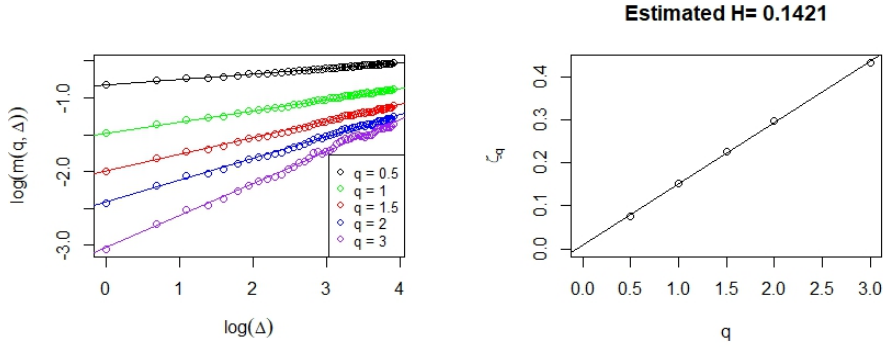 Estimated H= 0.1421
log(m(q, Δ))
-1.0
-2.0
-3.0
q = 0.5
q = 1
q = 1.5
q = 2
q = 3
0 1 2 3 4
log(Δ)
ζq
0.4
0.3
0.2
0.1
0.0
0.0 0.5 1.0 1.5 2.0 2.5 3.0
q